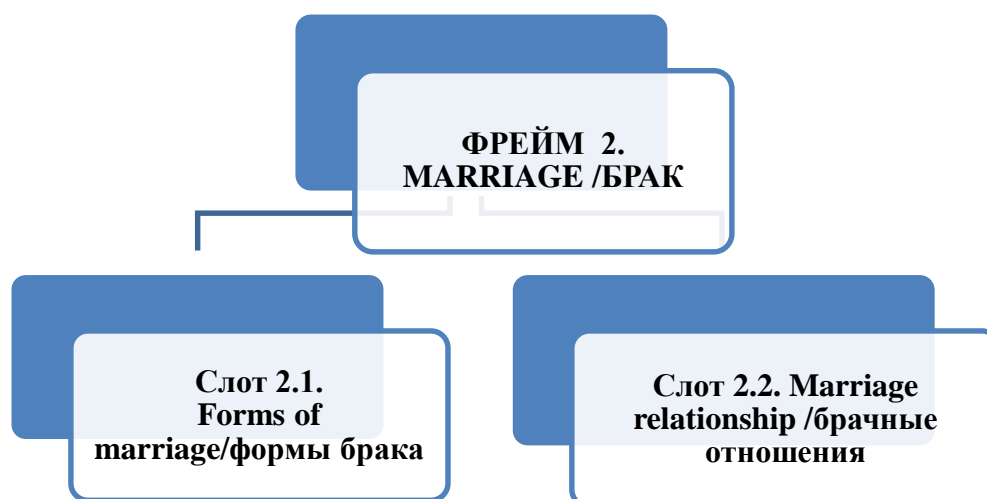 ФРЕЙМ 2.
MARRIAGE /БРАК
Слот 2.1.
Forms of
marriage/формы брака
Слот 2.2. Marriage
relationship /брачные
отношения